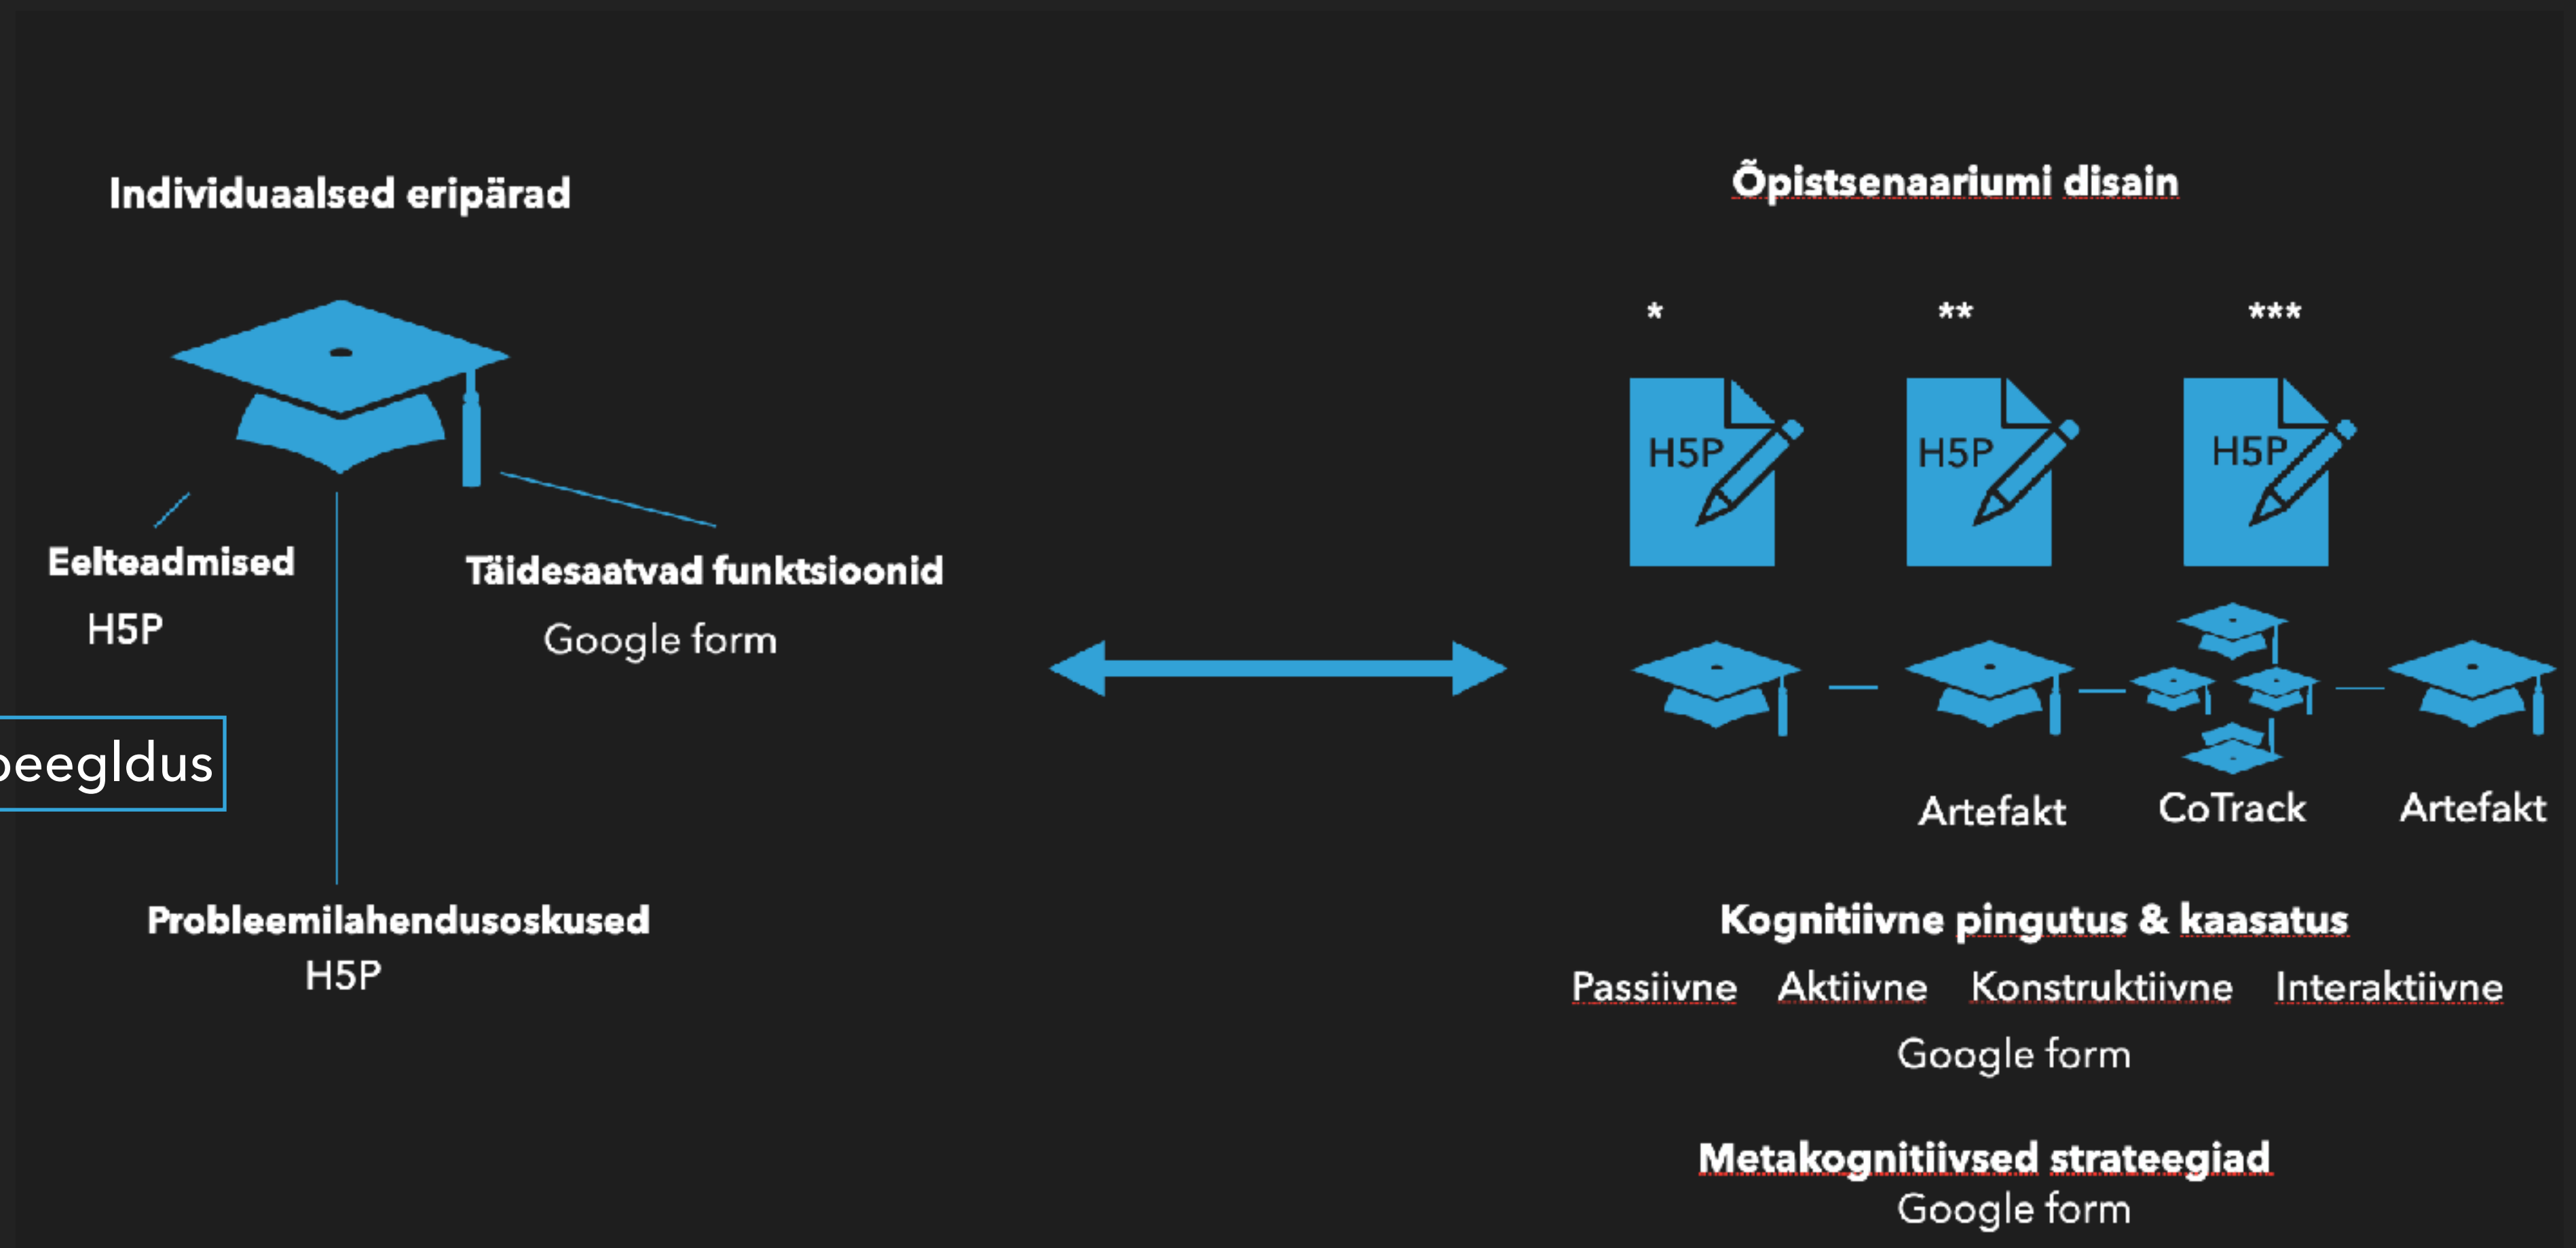 Individuaalsed eripärad
Eelteadmised
H5P
Täidesaatvad funktsioonid
Google form
Probleemilahendusoskused
H5P
Õpistsenaariumi disain
* ** ***
H5P H5P H5P
Artefakt CoTrack Artefakt
Kognitiivne pingutus & kaasatus
Passiivne Aktiivne Konstruktiivne Interaktiivne
Google form
Metakognitiivsed strateegiad
Google form